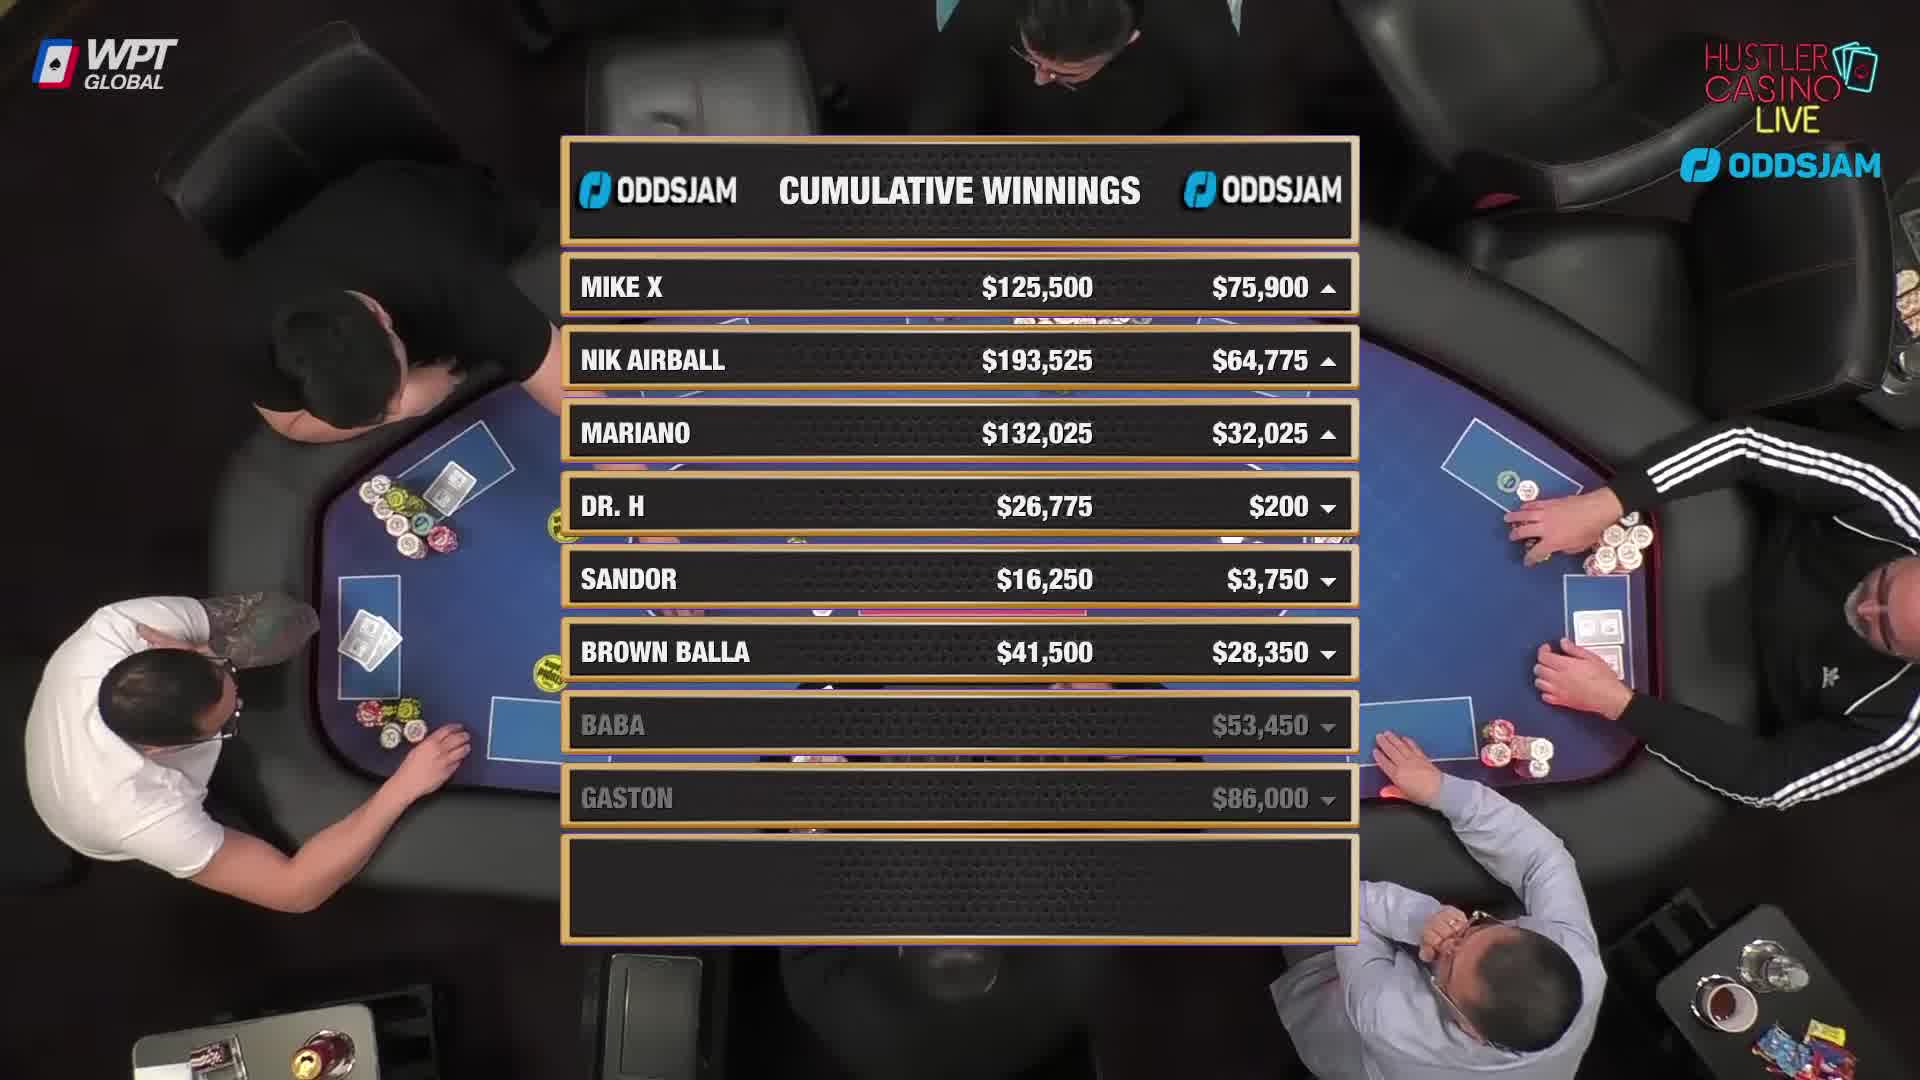 WPT
GLOBAL
HUSTLER
CASINO
LIVE
ODDSJAM
ODDSJAM CUMULATIVE WINNINGS ODDSJAM
MIKE X $125,500 $75,900 ▲
NIK AIRBALL $193,525 $64,775 ▲
MARIANO $132,025 $32,025 ▲
DR. H $26,775 $200 ▼
SANDOR $16,250 $3,750 ▼
BROWN BALLA $41,500 $28,350 ▼
BABA $53,450 ▼
GASTON $86,000 ▼